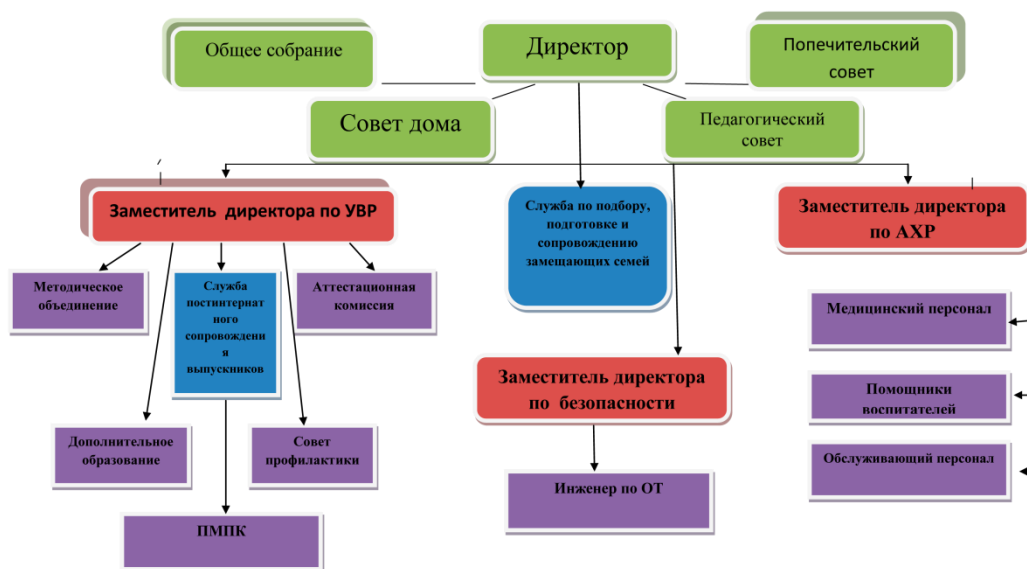 Общее собрание
Директор
Попечительский
совет
Совет дома
Педагогический
совет
Заместитель директора по УВР
Служба по подбору,
подготовке и
сопровождению
замещающих семей
Заместитель директора
по АХР
Методическое
объединение
Служба
постинтернат
ного
сопровождени
я
выпускников
Аттестационная
комиссия
Медицинский персонал
Заместитель директора
по безопасности
Помощники
воспитателей
Дополнительное
образование
Совет
профилактики
Обслуживающий персонал
Инженер по ОТ
ПМПК